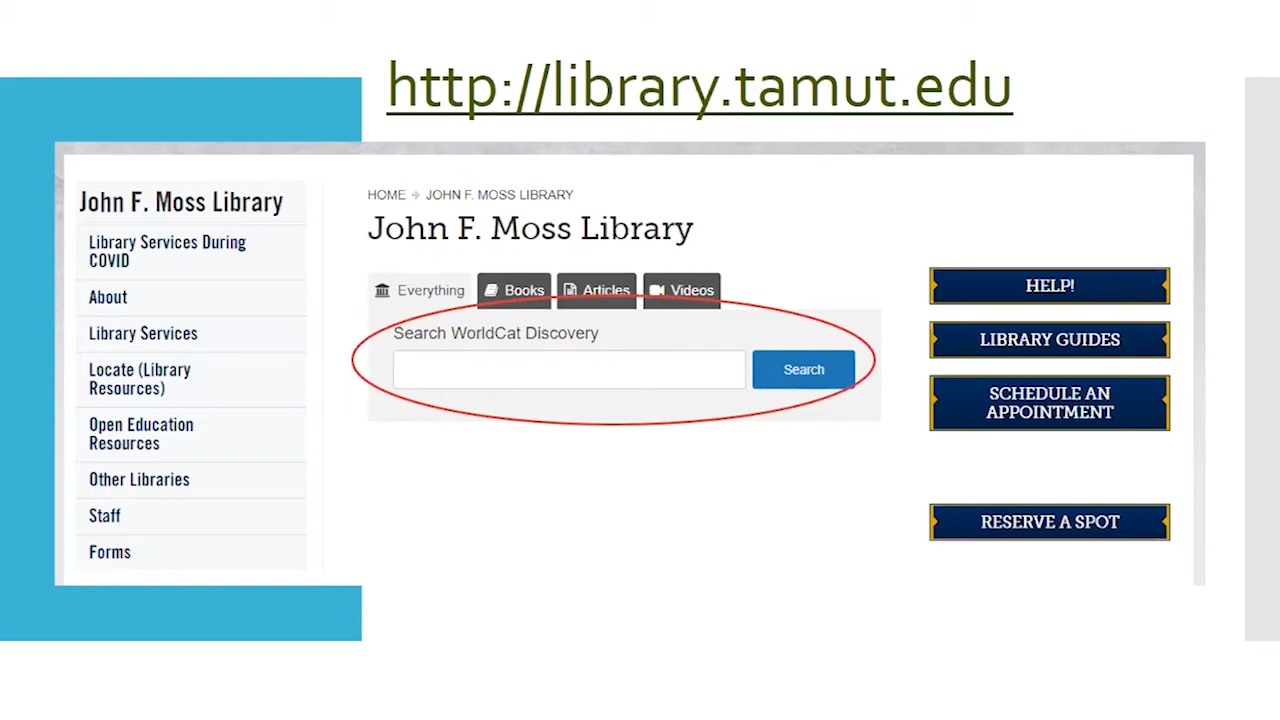 http://library.tamut.edu
John F. Moss Library
Library Services During
COVID
About
Library Services
Locate (Library
Resources)
Open Education
Resources
Other Libraries
Staff
Forms
HOME → JOHN F. MOSS LIBRARY
John F. Moss Library
Everything Books Articles Videos
Search WorldCat Discovery
Search
HELP!
LIBRARY GUIDES
SCHEDULE AN
APPOINTMENT
RESERVE A SPOT